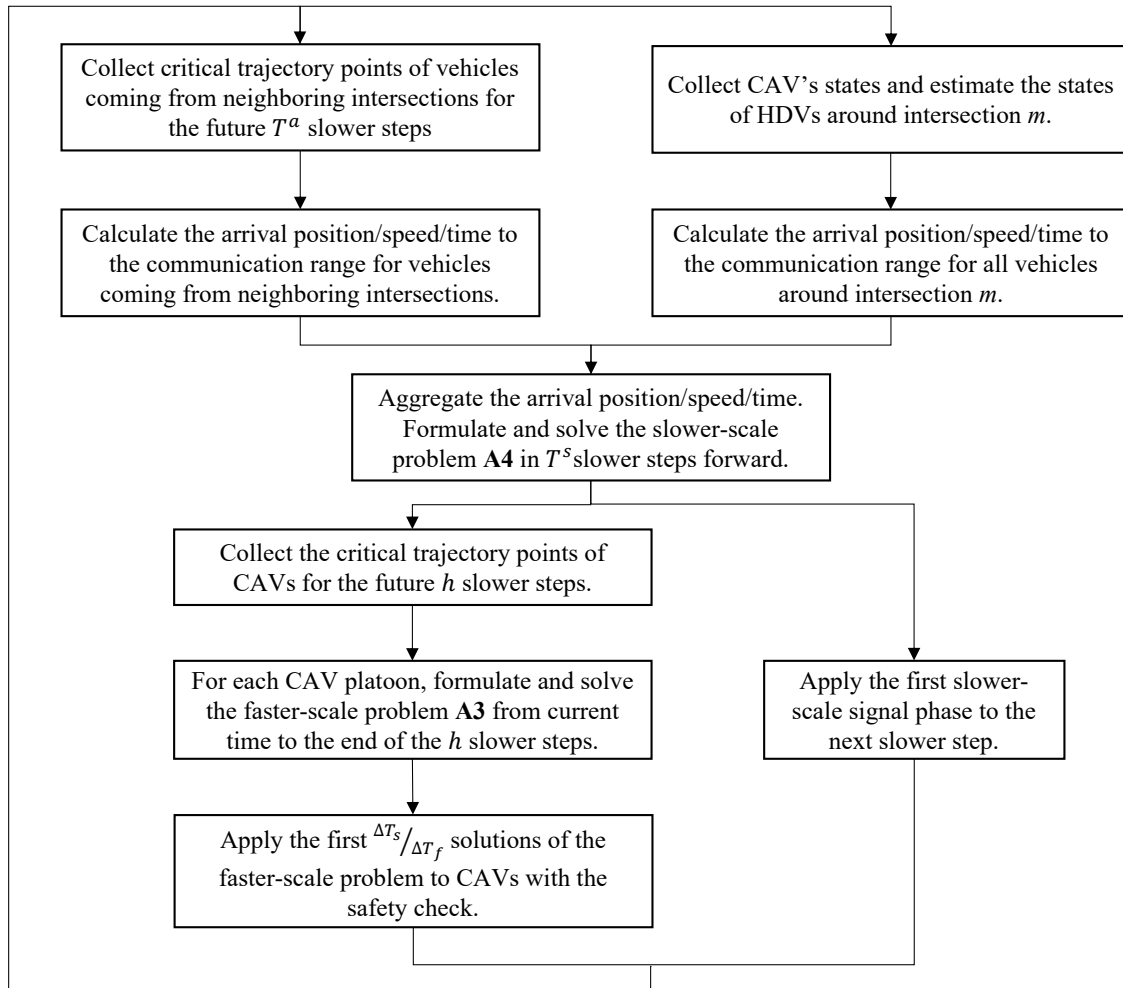 Collect critical trajectory points of vehicles
coming from neighboring intersections for
the future T^a slower steps
Collect CAV's states and estimate the states
of HDVs around intersection m.
Calculate the arrival position/speed/time to
the communication range for vehicles
coming from neighboring intersections.
Calculate the arrival position/speed/time to
the communication range for all vehicles
around intersection m.
Aggregate the arrival position/speed/time.
Formulate and solve the slower-scale
problem A4 in T^s slower steps forward.
Collect the critical trajectory points of
CAVs for the future h slower steps.
For each CAV platoon, formulate and solve
the faster-scale problem A3 from current
time to the end of the h slower steps.
Apply the first slower-
scale signal phase to the
next slower step.
Apply the first ΔT_s/ΔT_f solutions of the
faster-scale problem to CAVs with the
safety check.